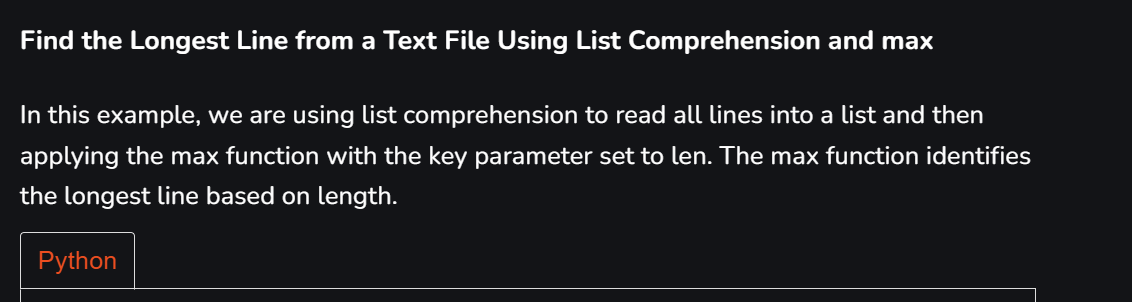 Find the Longest Line from a Text File Using List Comprehension and max
In this example, we are using list comprehension to read all lines into a list and then
applying the max function with the key parameter set to len. The max function identifies
the longest line based on length.
Python